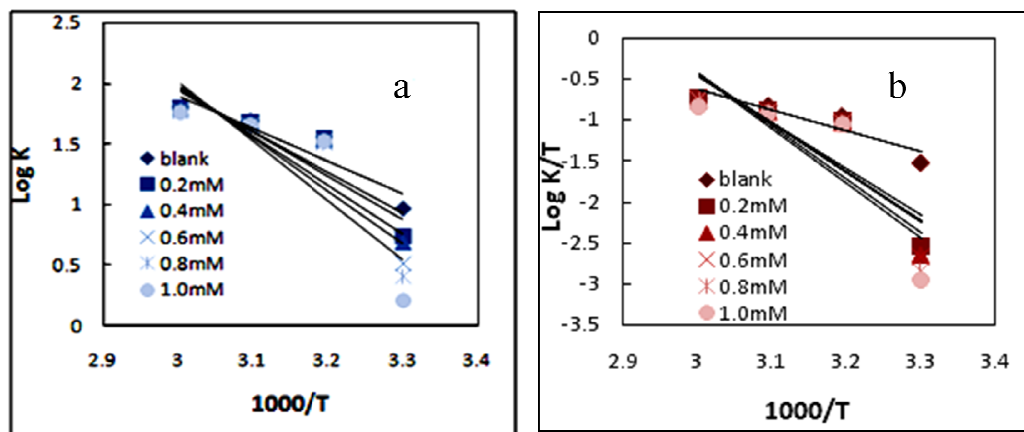 a
Log K
2.5
2
1.5
1
0.5
0
2.9
3
3.1
3.2
3.3
3.4
1000/T
blank
0.2mM
0.4mM
0.6mM
0.8mM
1.0mM
b
Log K/T
0
-0.5
-1
-1.5
-2
-2.5
-3
-3.5
2.9
3
3.1
3.2
3.3
3.4
1000/T
blank
0.2mM
0.4mM
0.6mM
0.8mM
1.0mM